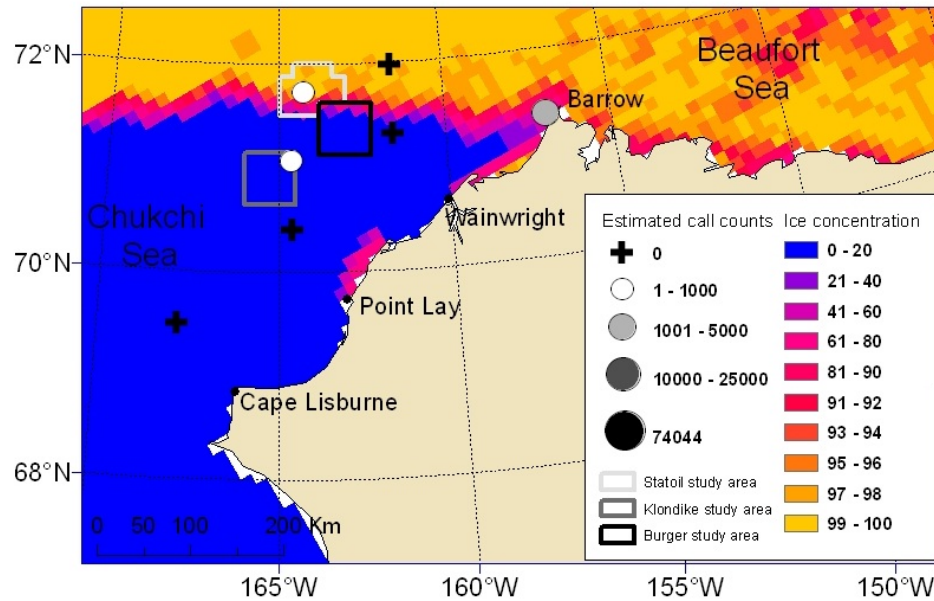 72°N
70°N
68°N
Beaufort
Sea
Barrow
Chukchi
Sea
Wainwright
Point Lay
Cape Lisburne
0 50 100 200 Km
165°W
160°W
155°W
150°W
Estimated call counts
0
1 - 1000
1001 - 5000
10000 - 25000
74044
Statoil study area
Klondike study area
Burger study area
Ice concentration
0 - 20
21 - 40
41 - 60
61 - 80
81 - 90
91 - 92
93 - 94
95 - 96
97 - 98
99 - 100